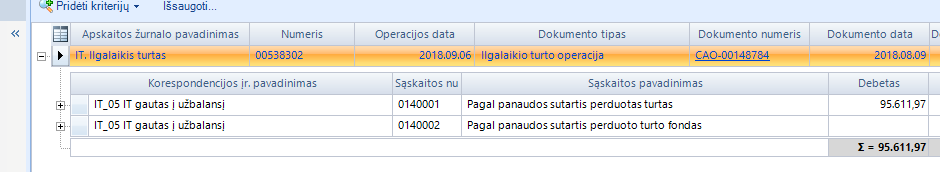 Pridėti kriterijų Išsaugoti...
Apskaitos žurnalo pavadinimas Numeris Operacijos data Dokumento tipas Dokumento numeris Dokumento data
IT. Ilgalaikis turtas 00538302 2018.09.06 Ilgalaikio turto operacija CAO-00148784 2018.08.09
Korespondencijos įr. pavadinimas Sąskaitos nu Sąskaitos pavadinimas Debetas
IT_05 IT gautas į užbalansį 0140001 Pagal panaudos sutartis perduotas turtas 95.611,97
IT_05 IT gautas į užbalansį 0140002 Pagal panaudos sutartis perduoto turto fondas
Σ = 95.611,97